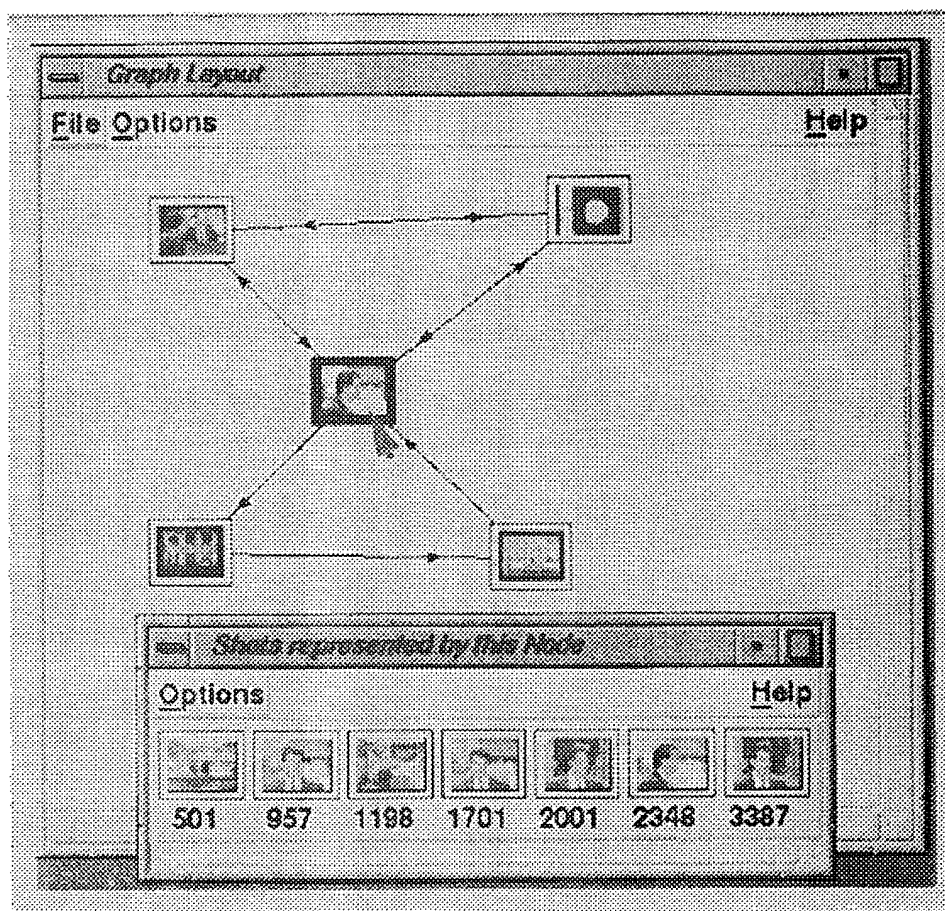 Graph Layout
File Options Help
Shots represented by this Node
Options Help
501 957 1198 1701 2001 2348 3387